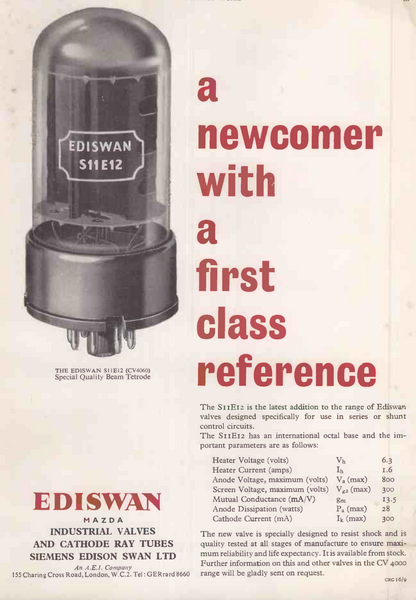 EDISWAN
S11E12
a
newcomer
with
a
first
class
reference
THE EDISWAN S11E12 (CV4060)
Special Quality Beam Tetrode
The S11E12 is the latest addition to the range of Ediswan
valves designed specifically for use in series or shunt
control circuits.
The S11E12 has an international octal base and the im-
portant parameters are as follows:
Heater Voltage (volts) Vh 6.3
Heater Current (amps) Ih 1.6
Anode Voltage, maximum (volts) Va (max) 800
Screen Voltage, maximum (volts) Vg2 (max) 300
Mutual Conductance (mA/V) gm 13.5
Anode Dissipation (watts) Pa (max) 28
Cathode Current (mA) Ik (max) 300
The new valve is specially designed to resist shock and is
quality tested at all stages of manufacture to ensure maxi-
mum reliability and life expectancy. It is available from stock.
Further information on this and other valves in the CV 4000
range will be gladly sent on request.
EDISWAN
MAZDA
INDUSTRIAL VALVES
AND CATHODE RAY TUBES
SIEMENS EDISON SWAN LTD
An A.E.I. Company
155 Charing Cross Road, London, W.C.2. Tel: GERrard 8660
CRC 16/9